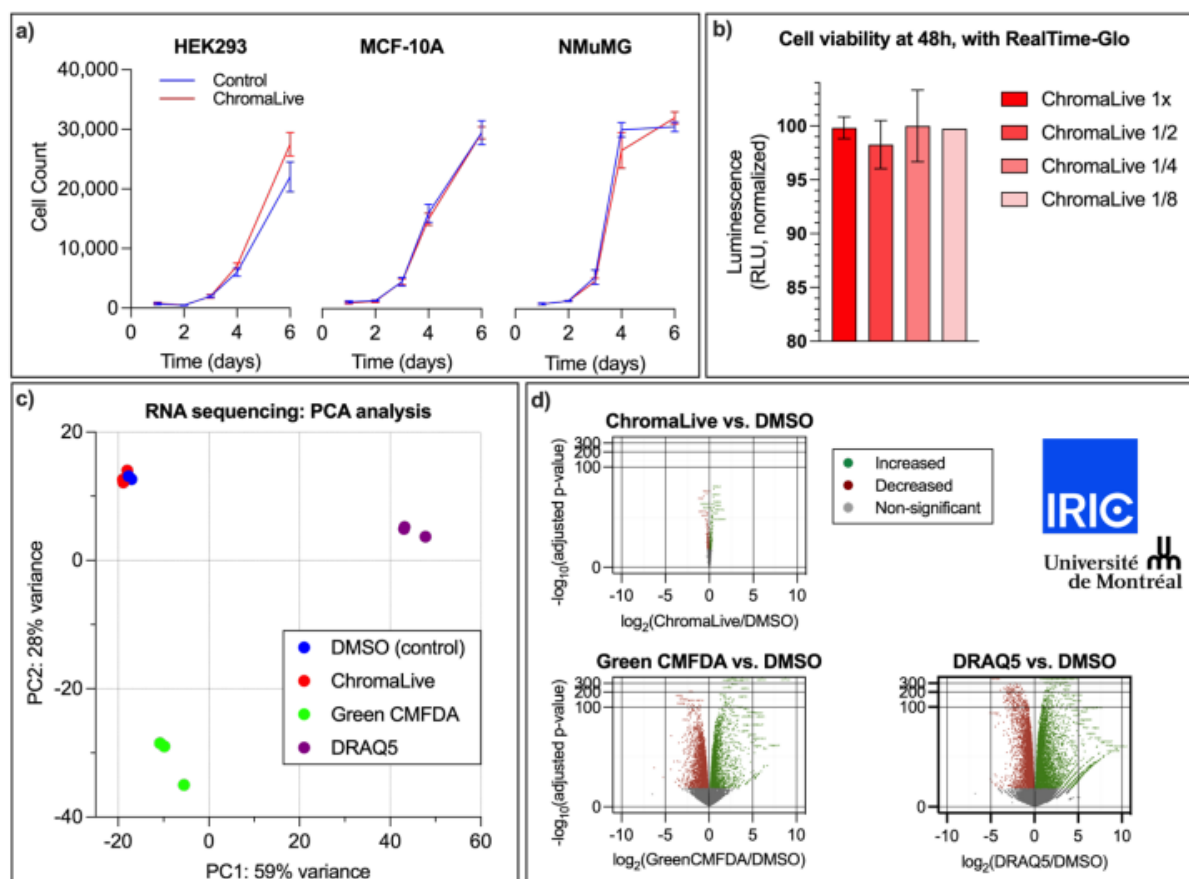 a)
HEK293
MCF-10A
NMuMG
Control
ChromaLive
Cell Count
40,000
30,000
20,000
10,000
0
0 2 4 6
0 2 4 6
0 2 4 6
Time (days)
Time (days)
Time (days)
b)
Cell viability at 48h, with RealTime-Glo
Luminescence
(RLU, normalized)
100
95
90
85
80
ChromaLive 1x
ChromaLive 1/2
ChromaLive 1/4
ChromaLive 1/8
c)
RNA sequencing: PCA analysis
PC2: 28% variance
20
0
-20
-40
DMSO (control)
ChromaLive
Green CMFDA
DRAQ5
-20 0 20 40 60
PC1: 59% variance
d)
ChromaLive vs. DMSO
-log10(adjusted p-value)
300
200
100
0
-10 -5 0 5 10
log2(ChromaLive/DMSO)
Increased
Decreased
Non-significant
IRIC
Université
de Montréal
Green CMFDA vs. DMSO
-log10(adjusted p-value)
300
200
100
0
-10 -5 0 5 10
log2(GreenCMFDA/DMSO)
DRAQ5 vs. DMSO
300
200
100
0
-10 -5 0 5 10
log2(DRAQ5/DMSO)